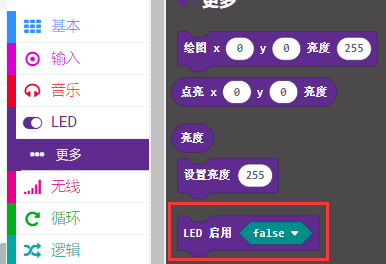 基本
输入
音乐
LED
更多
无线
循环
逻辑
更多
绘图 x 0 y 0 亮度 255
点亮 x 0 y 0 亮度
亮度
设置亮度 255
LED 启用 false